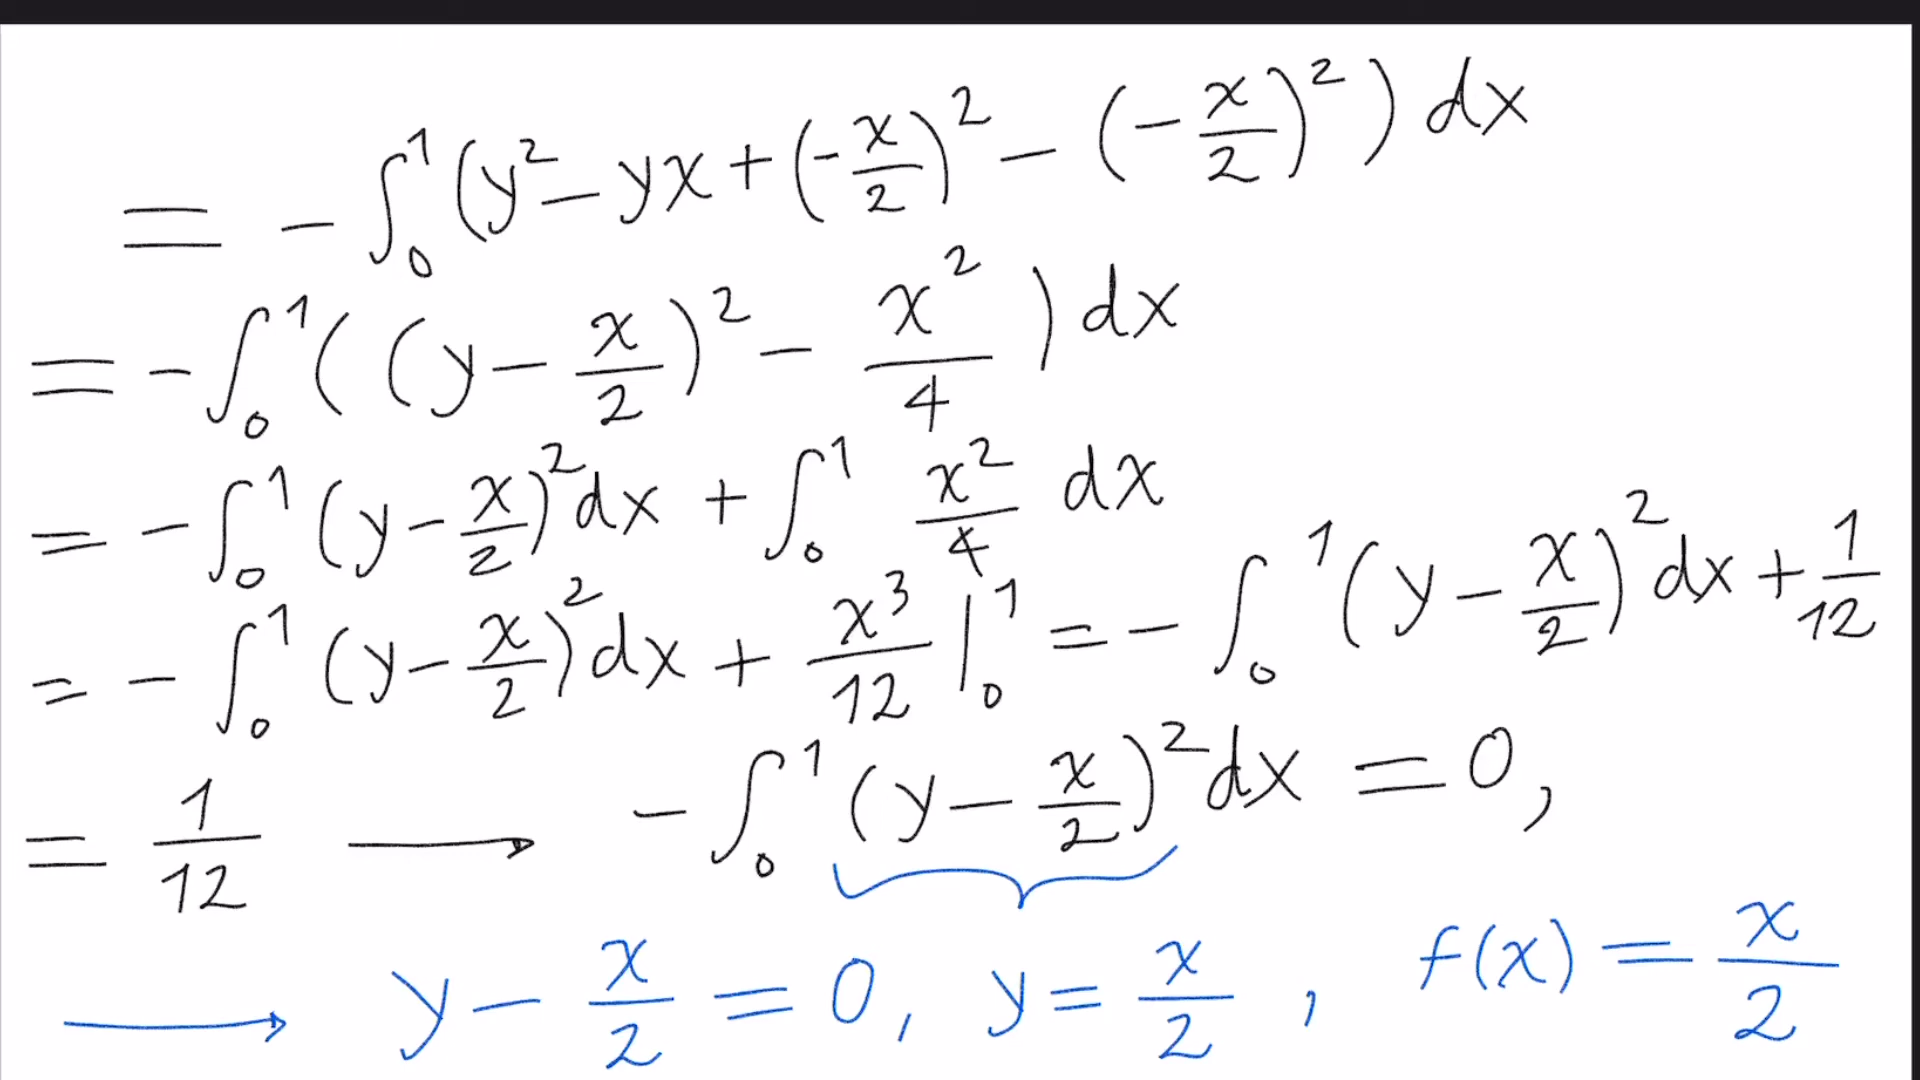 = - ∫₀¹ (y² - yx + (-x/2)² - (-x/2)²) dx
= - ∫₀¹ ((y - x/2)² - x²/4) dx
= - ∫₀¹ (y - x/2)² dx + ∫₀¹ x²/4 dx
= - ∫₀¹ (y - x/2)² dx + x³/12 |₀¹ = - ∫₀¹ (y - x/2)² dx + 1/12
= 1/12 → - ∫₀¹ (y - x/2)² dx = 0,
→ y - x/2 = 0, y = x/2, f(x) = x/2